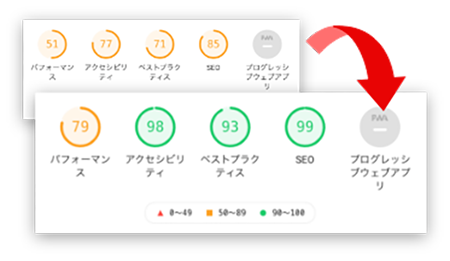 51 77 71 85 PWA
パフォーマン アクセシビリ ベストプラク SEO プログレッシ
ス ティ ティス ブウェブアプ
リ
79 98 93 99 PWA
パフォーマン アクセシビリ ベストプラク SEO プログレッシ
ス ティ ティス ブウェブアプ
リ
0〜49 50〜89 90〜100